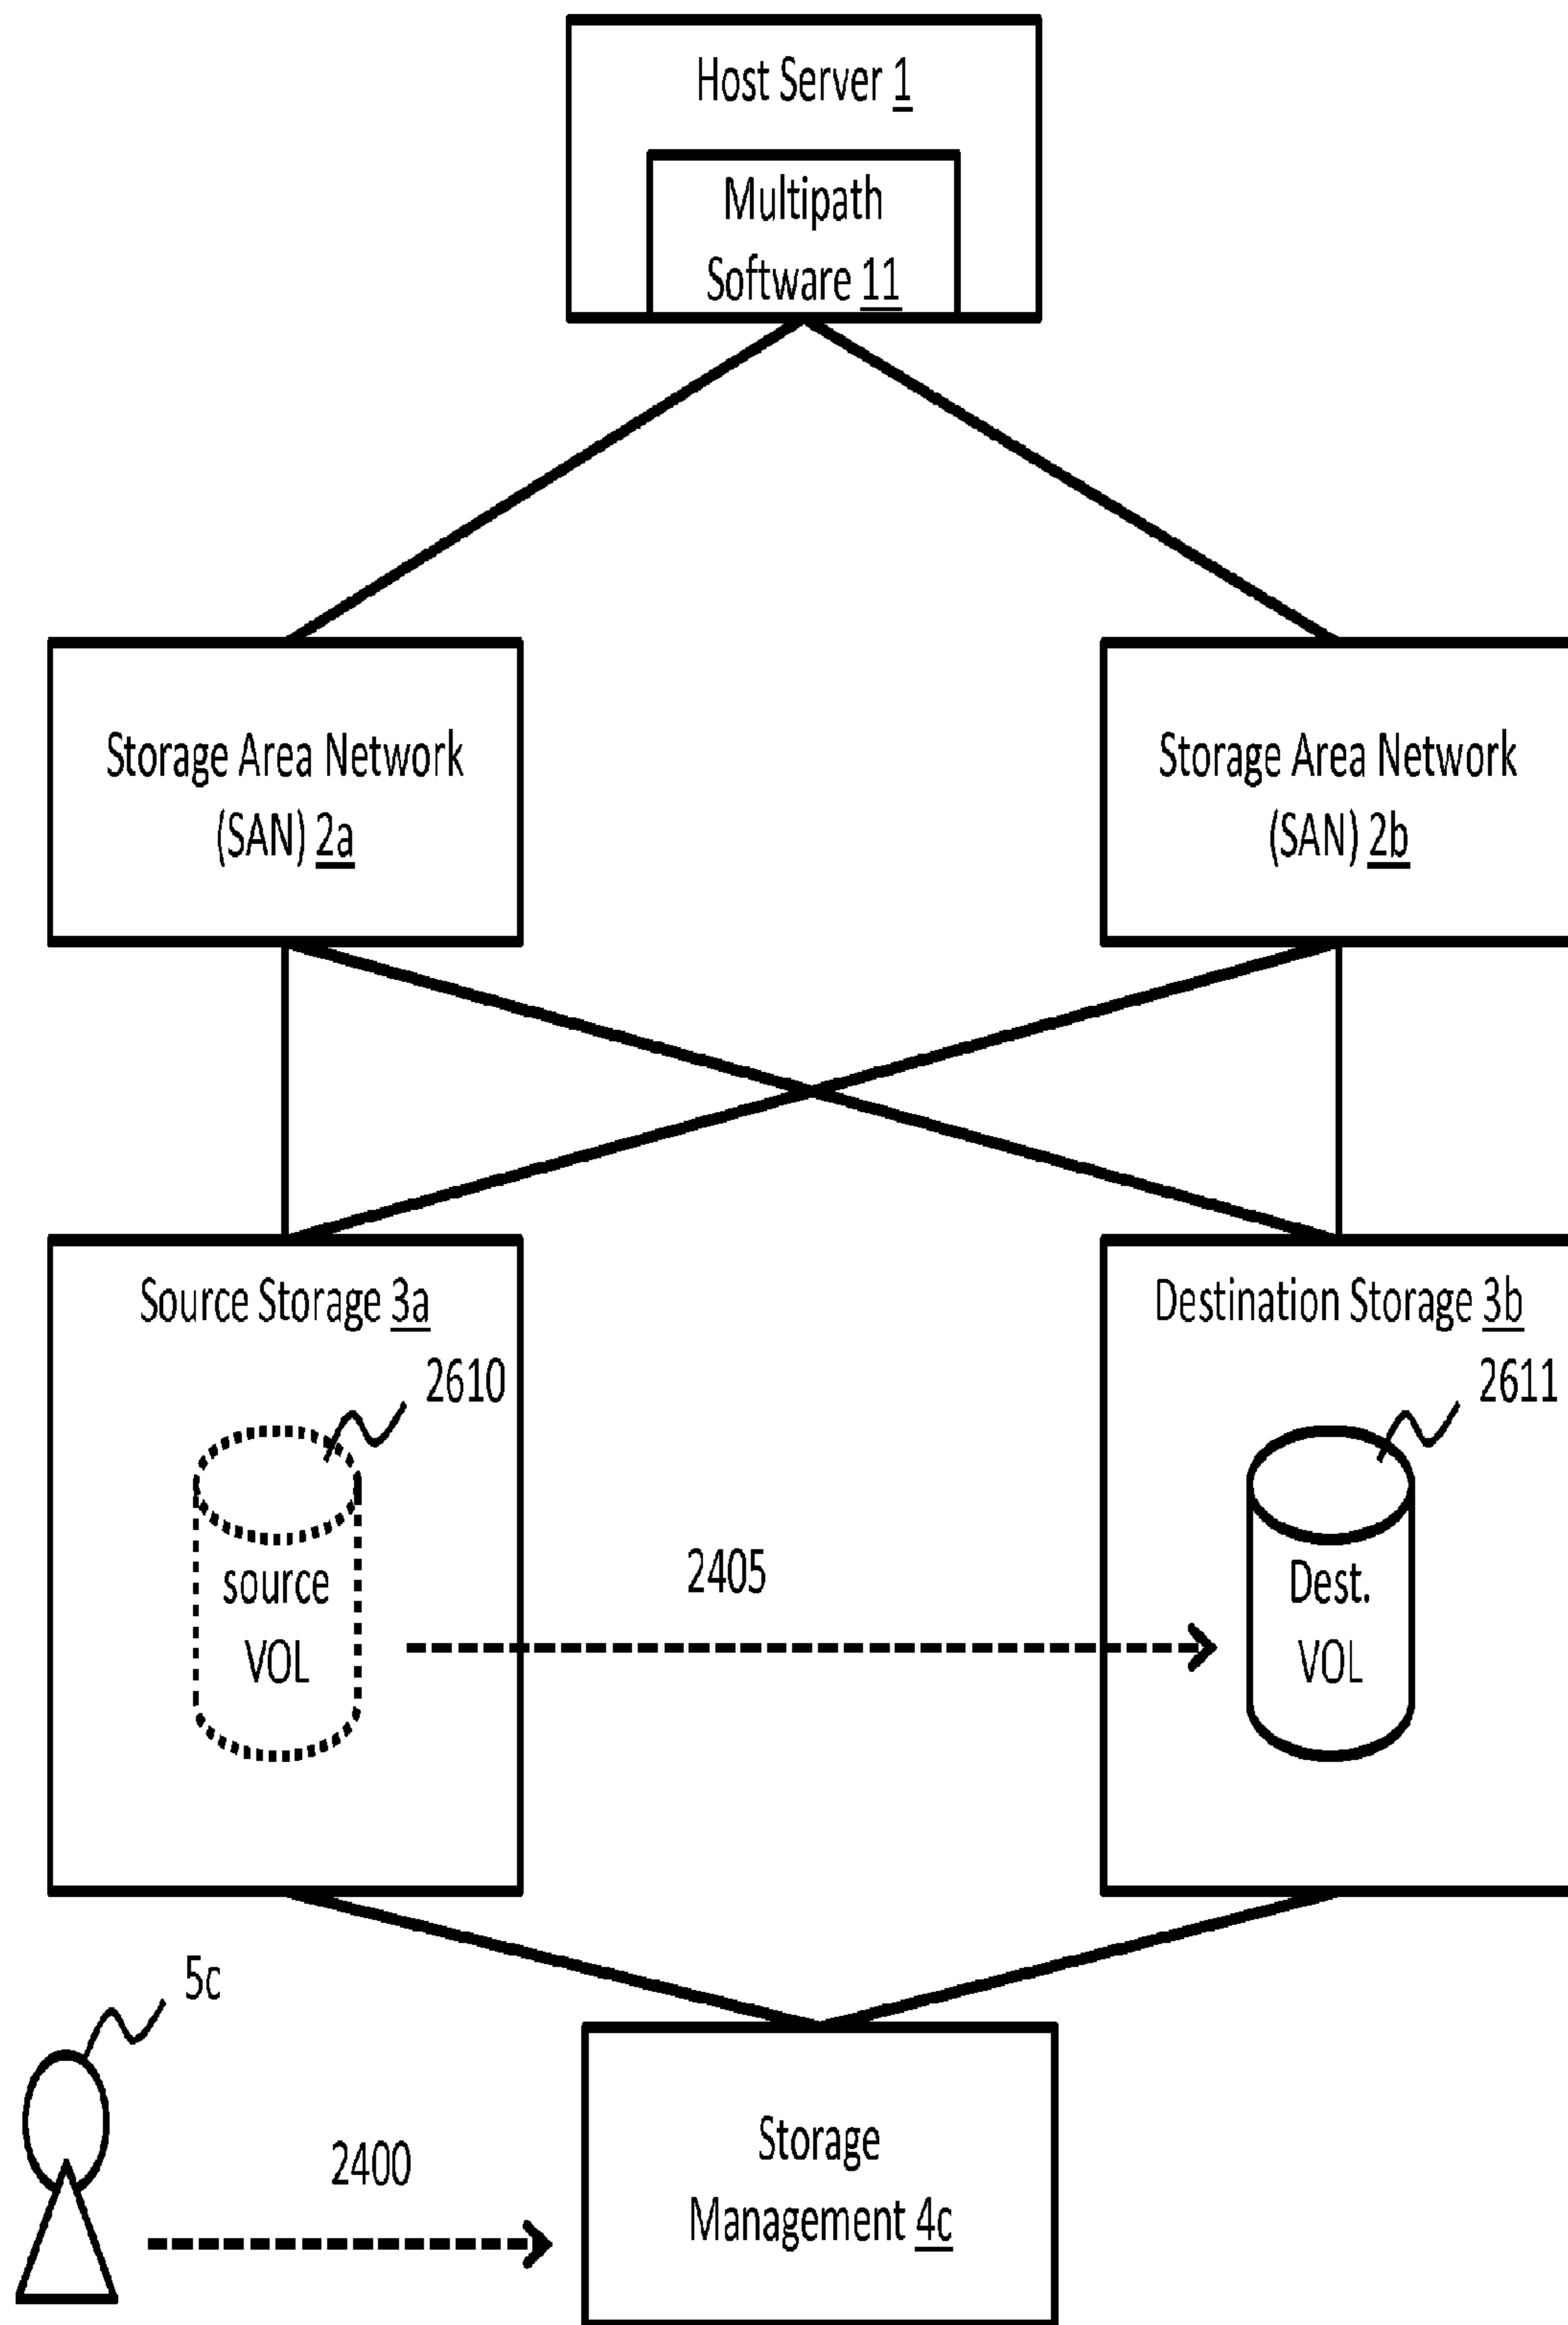 Host Server 1
Multipath
Software 11
Storage Area Network
(SAN) 2a
Storage Area Network
(SAN) 2b
Source Storage 3a
2610
source
VOL
Destination Storage 3b
2611
Dest.
VOL
2405
5c
2400
Storage
Management 4c